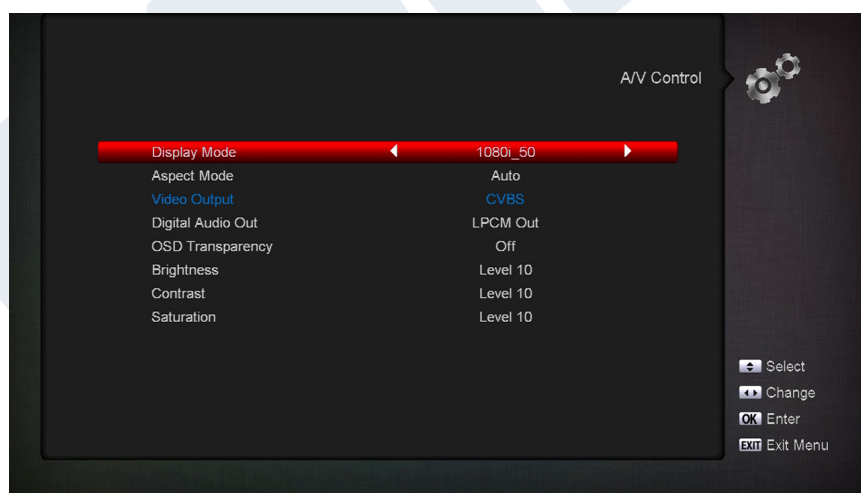 A/V Control
Display Mode 1080i_50
Aspect Mode Auto
Video Output CVBS
Digital Audio Out LPCM Out
OSD Transparency Off
Brightness Level 10
Contrast Level 10
Saturation Level 10
Select
Change
OK Enter
EXIT Exit Menu